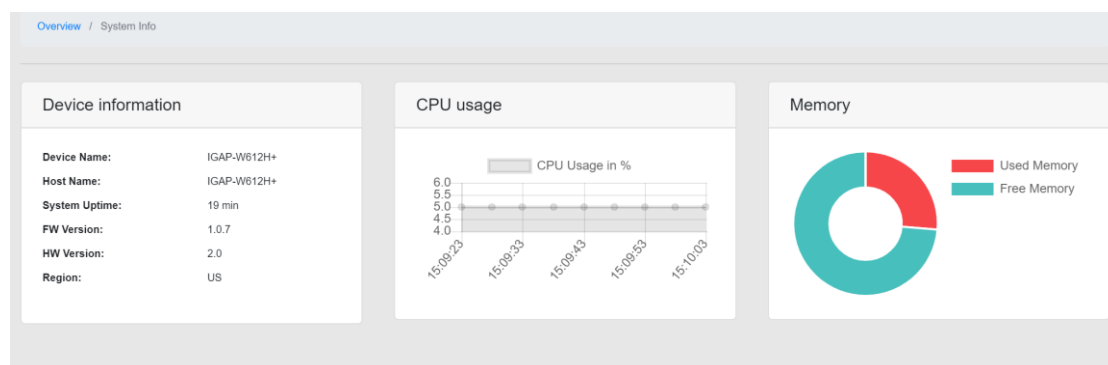 Overview / System Info
Device information
Device Name: IGAP-W612H+
Host Name: IGAP-W612H+
System Uptime: 19 min
FW Version: 1.0.7
HW Version: 2.0
Region: US
CPU usage
CPU Usage in %
6.0
5.5
5.0
4.5
4.0
15:09:23
15:09:33
15:09:43
15:09:53
15:10:03
Memory
Used Memory
Free Memory